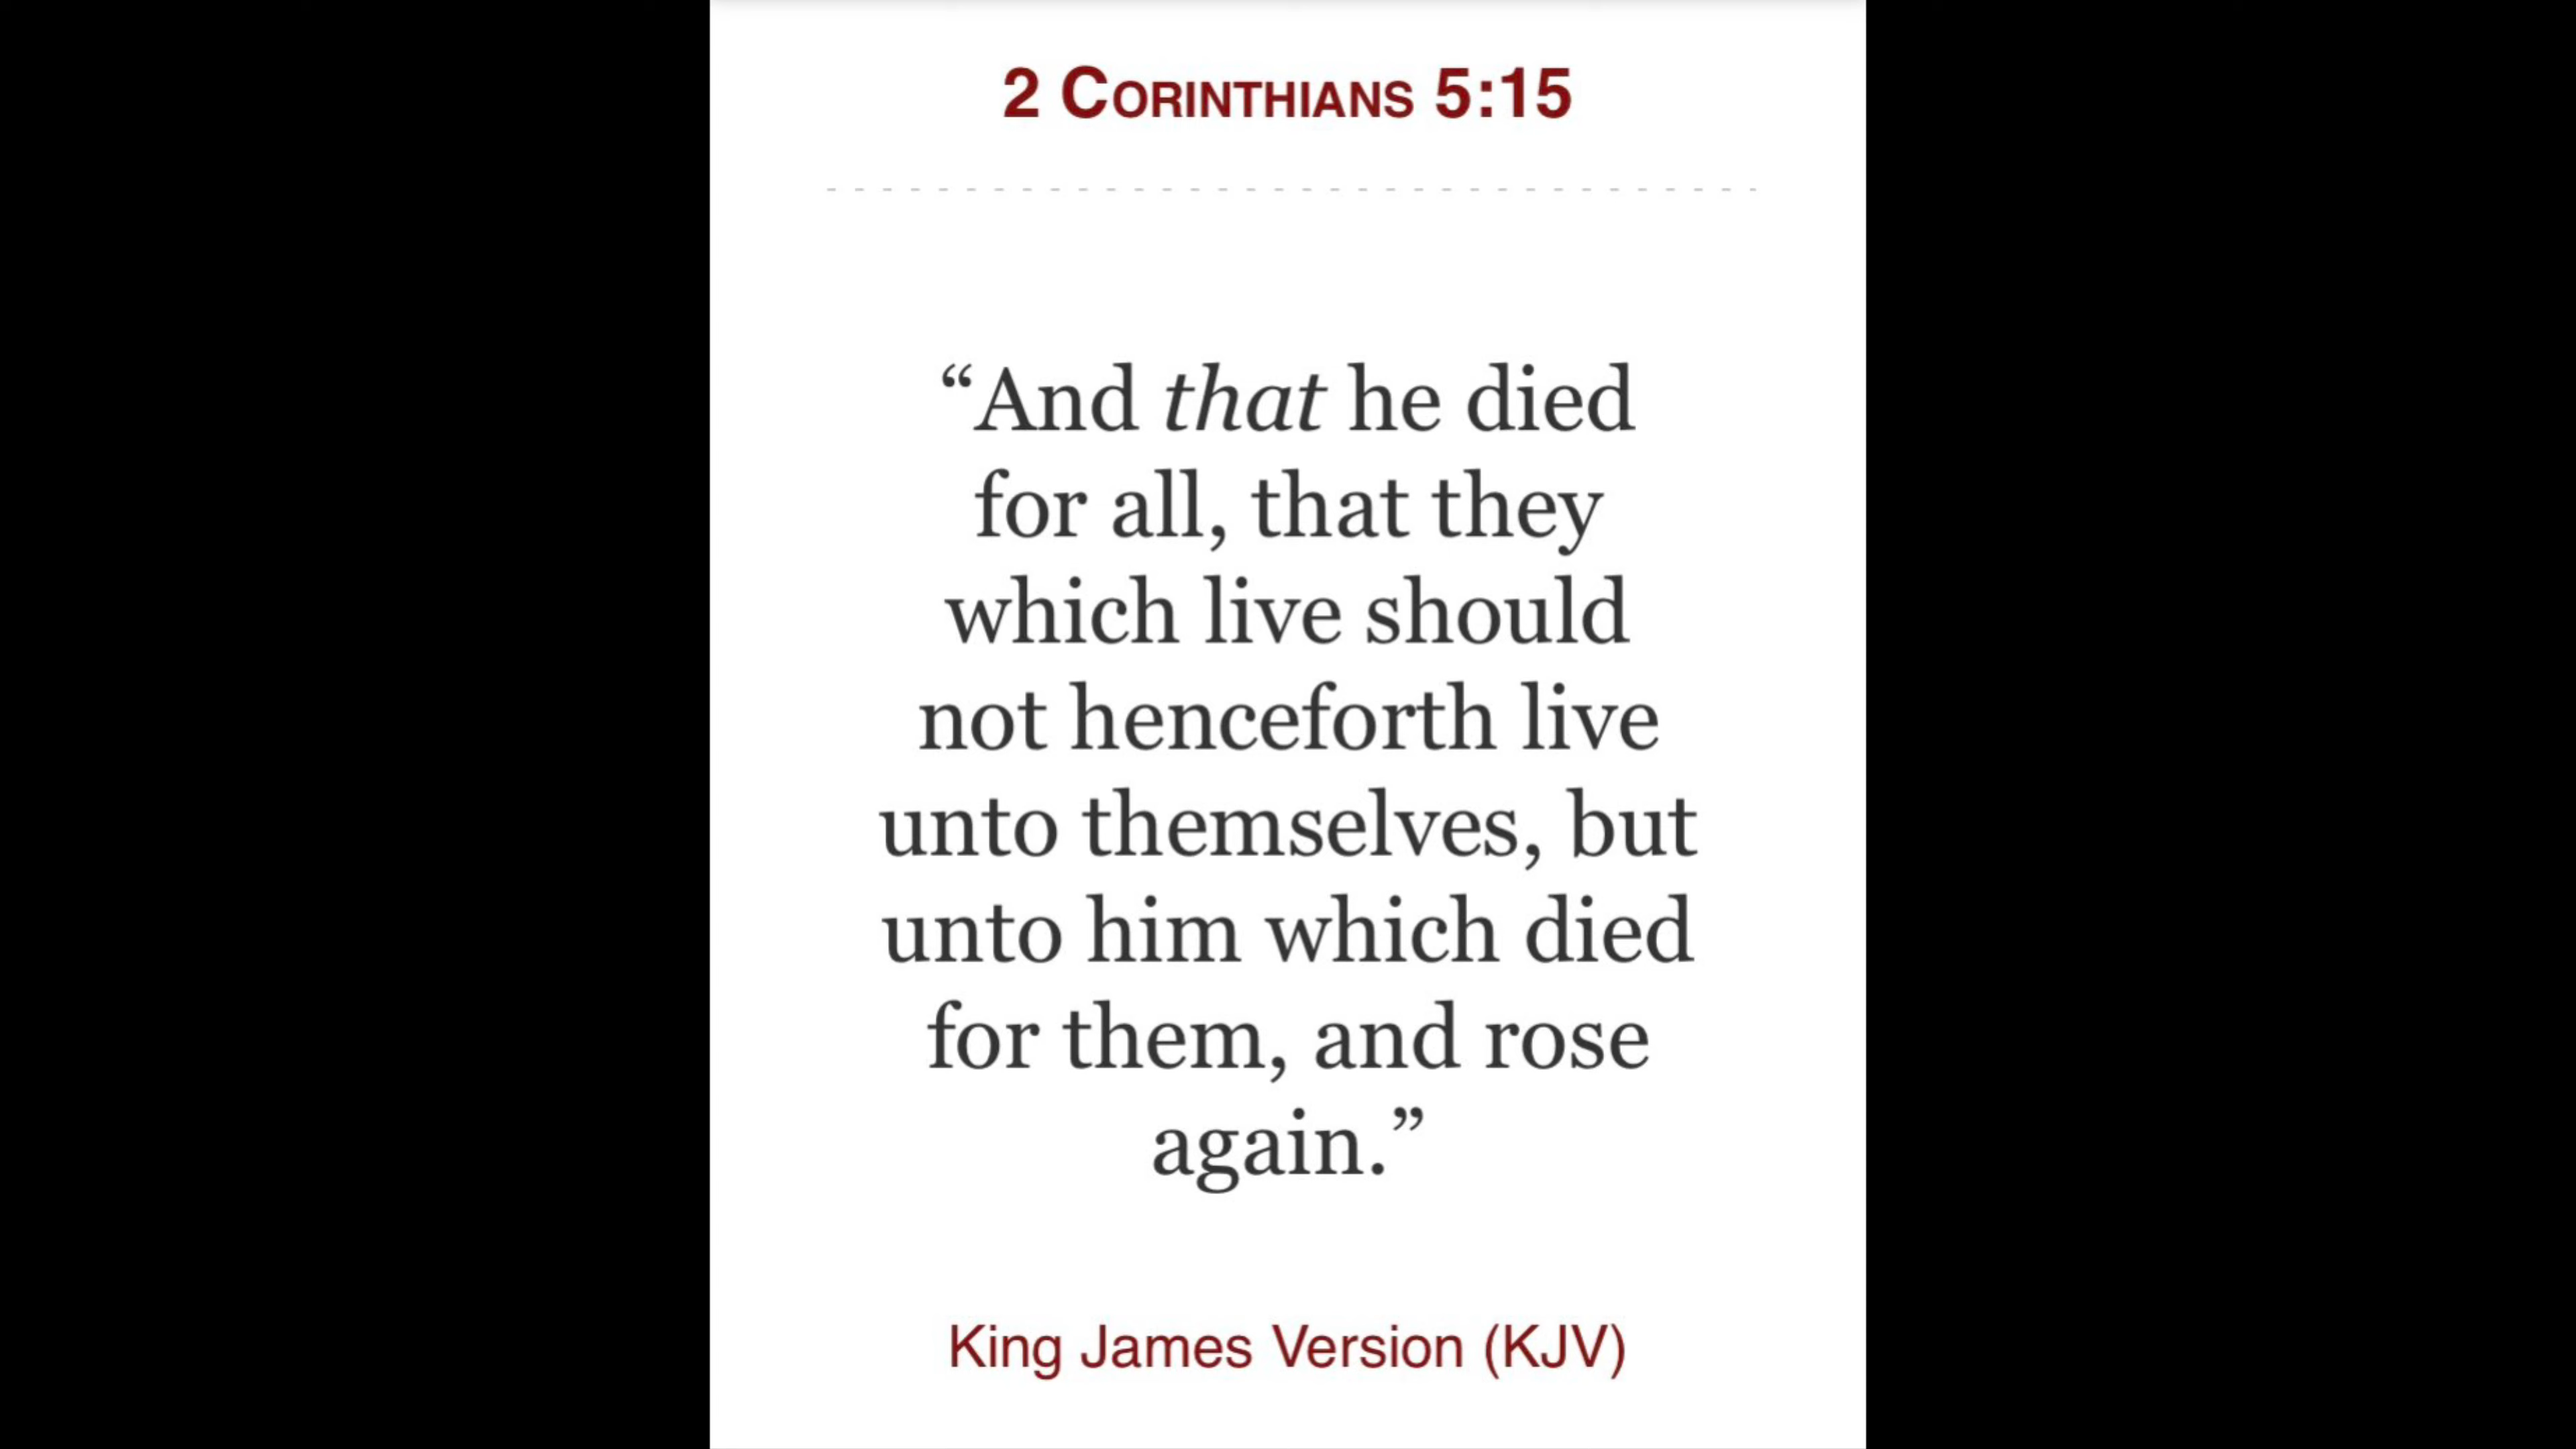 2 Corinthians 5:15
“And that he died
for all, that they
which live should
not henceforth live
unto themselves, but
unto him which died
for them, and rose
again.”
King James Version (KJV)